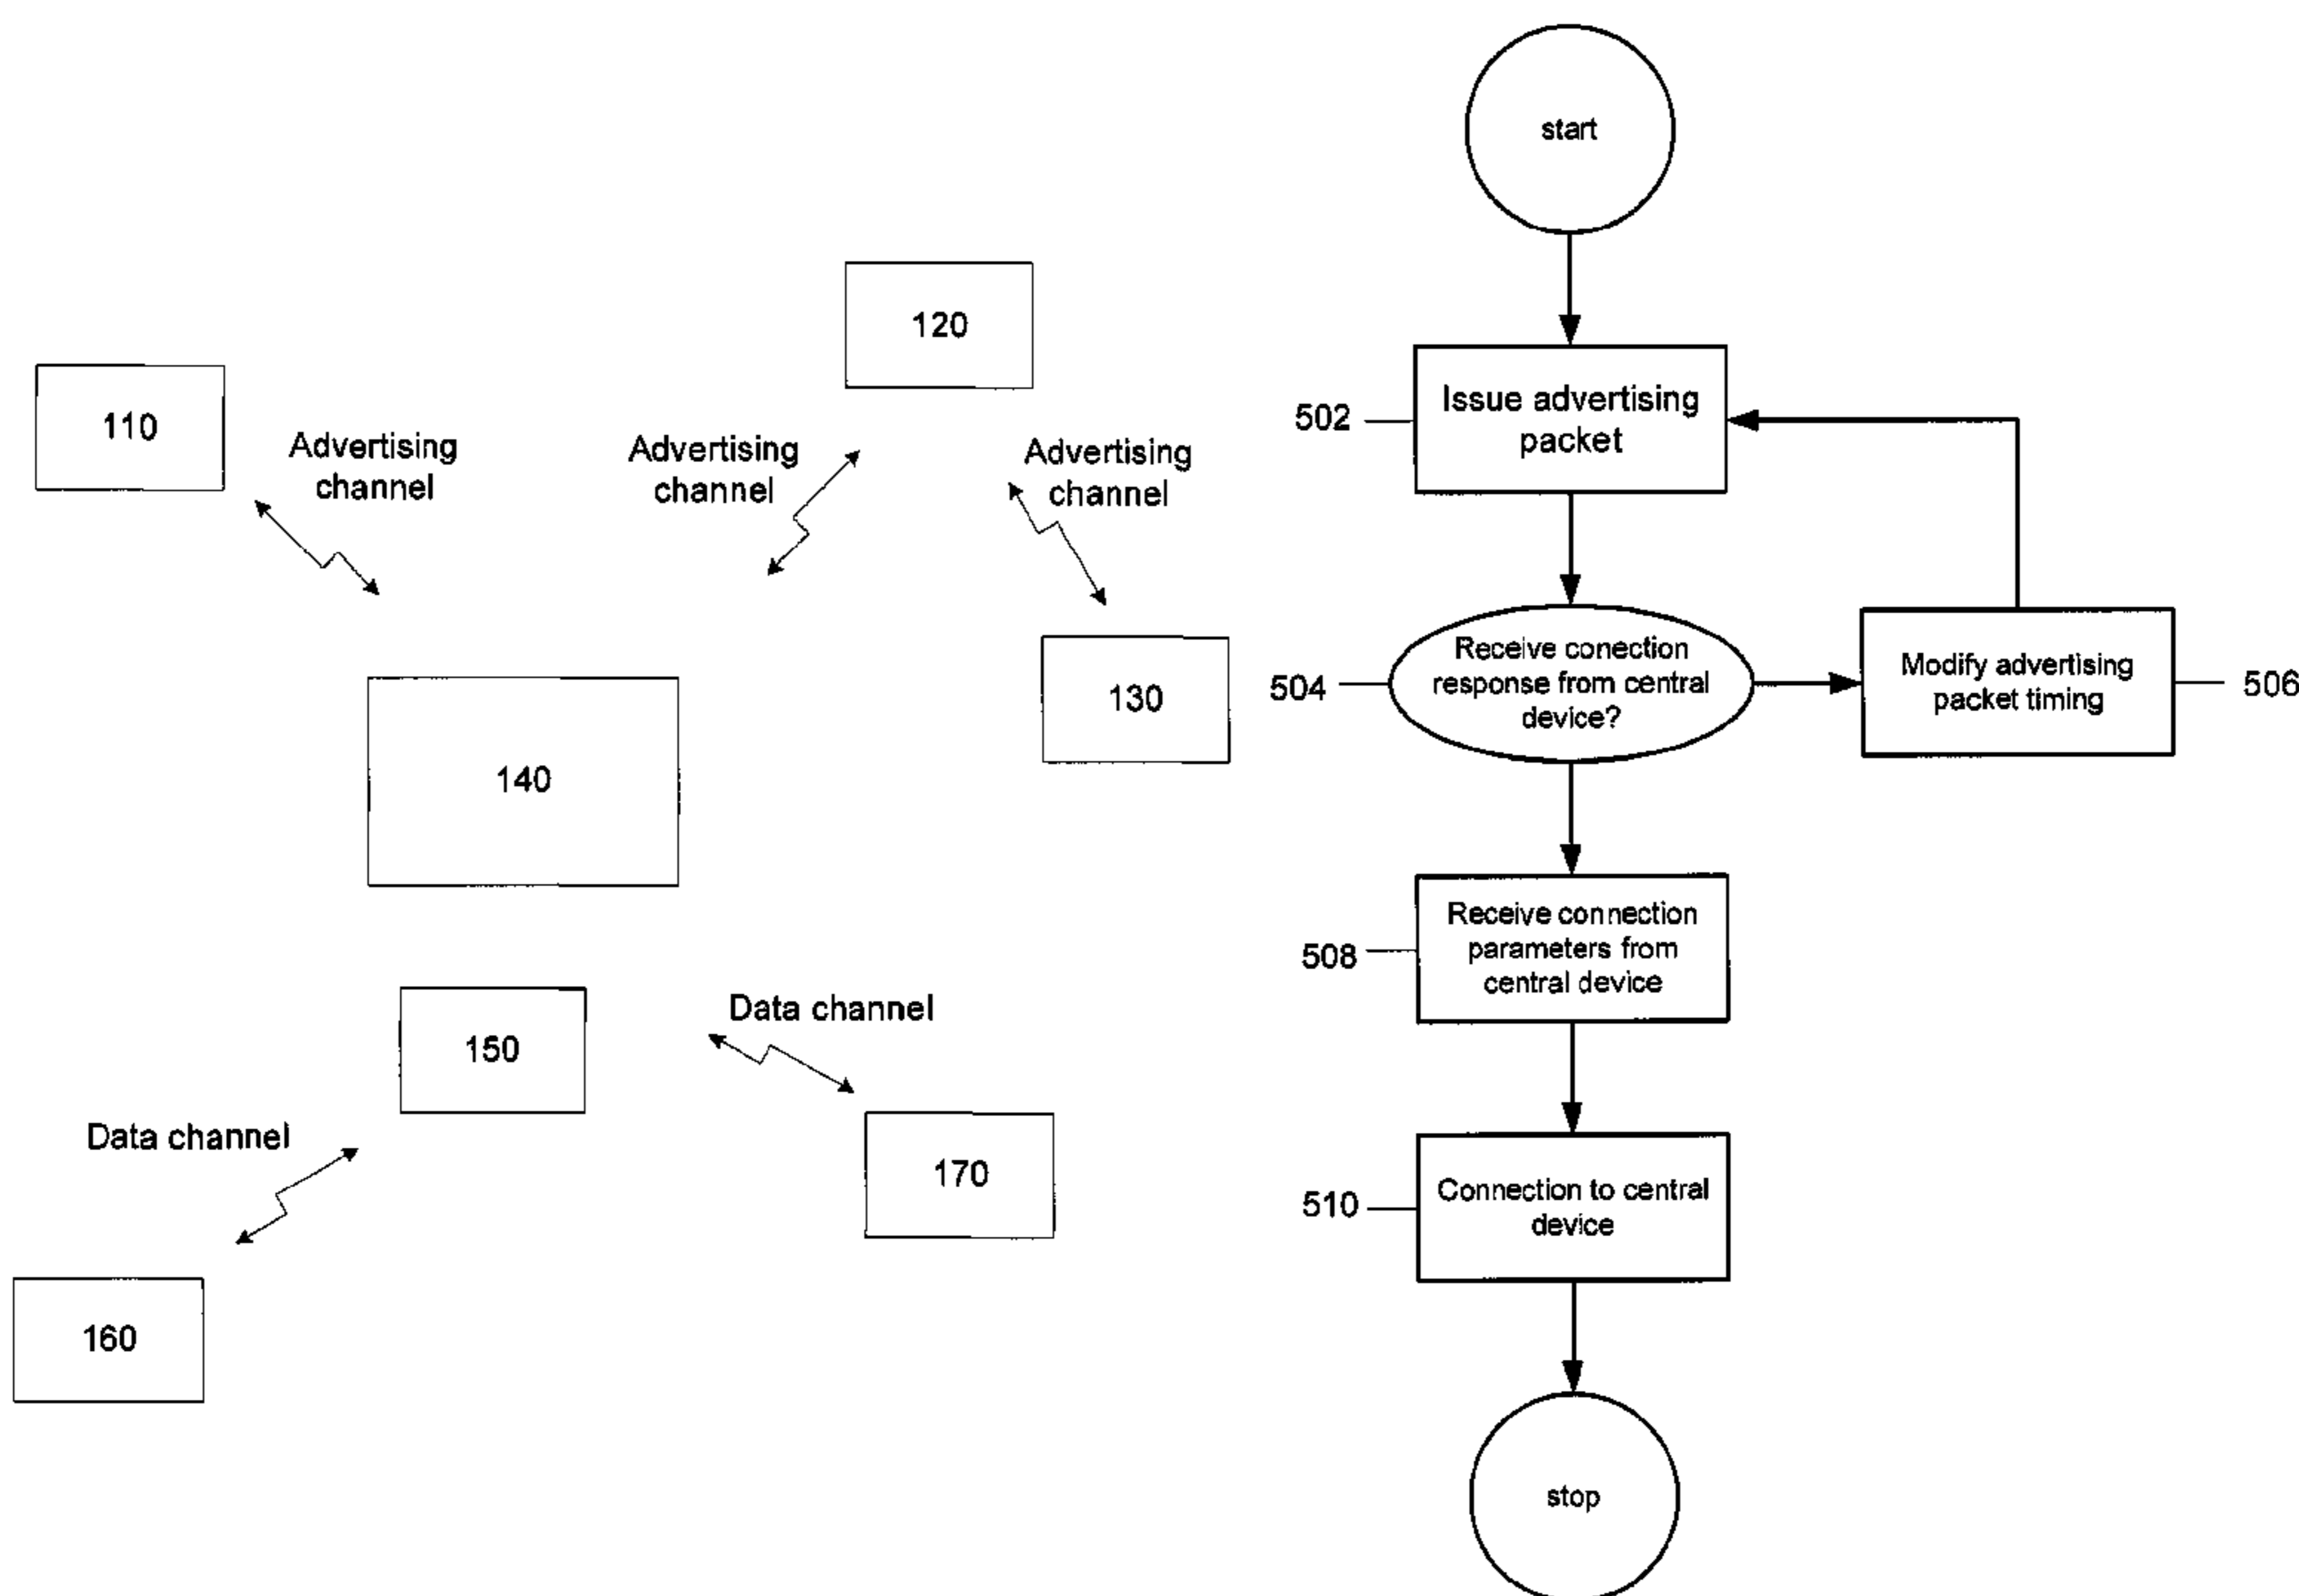 120
110
Advertising
channel
Advertising
channel
Advertising
channel
130
140
150
Data channel
Data channel
170
160
start
502
Issue advertising
packet
504
Receive conection
response from central
device?
Modify advertising
packet timing
506
508
Receive connection
parameters from
central device
510
Connection to central
device
stop